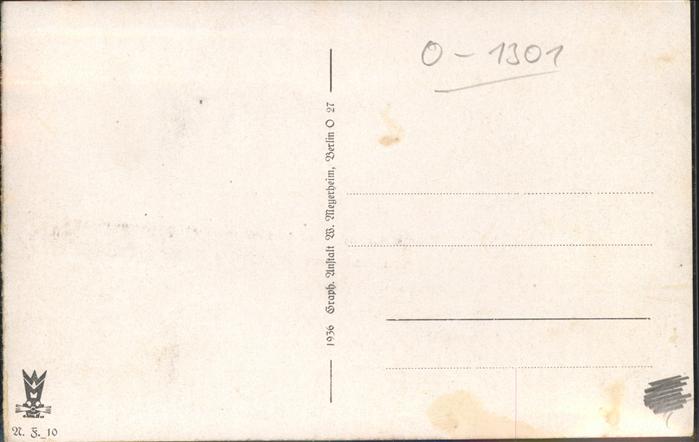 O-1301
1936 Graph. Anstalt W. Meyerheim, Berlin O 27
A. F. 10